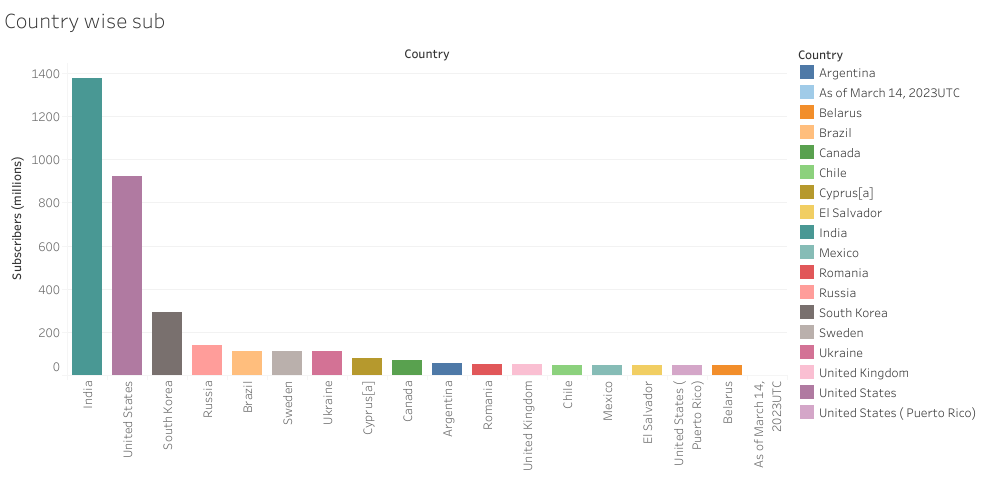 Country wise sub
Country
Subscribers (millions)
1400
1200
1000
800
600
400
200
0
India
United States
South Korea
Russia
Brazil
Sweden
Ukraine
Cyprus[a]
Canada
Argentina
Romania
United Kingdom
Chile
Mexico
El Salvador
United States (
Puerto Rico)
Belarus
As of March 14,
2023UTC
Country
Argentina
As of March 14, 2023UTC
Belarus
Brazil
Canada
Chile
Cyprus[a]
El Salvador
India
Mexico
Romania
Russia
South Korea
Sweden
Ukraine
United Kingdom
United States
United States ( Puerto Rico)